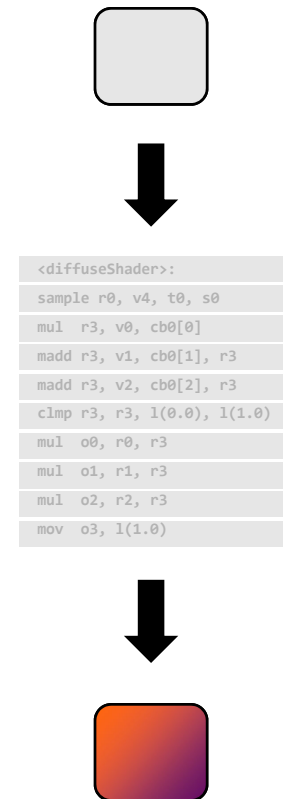 <diffuseShader>:
sample r0, v4, t0, s0
mul  r3, v0, cb0[0]
madd r3, v1, cb0[1], r3
madd r3, v2, cb0[2], r3
clmp r3, r3, l(0.0), l(1.0)
mul  o0, r0, r3
mul  o1, r1, r3
mul  o2, r2, r3
mov  o3, l(1.0)